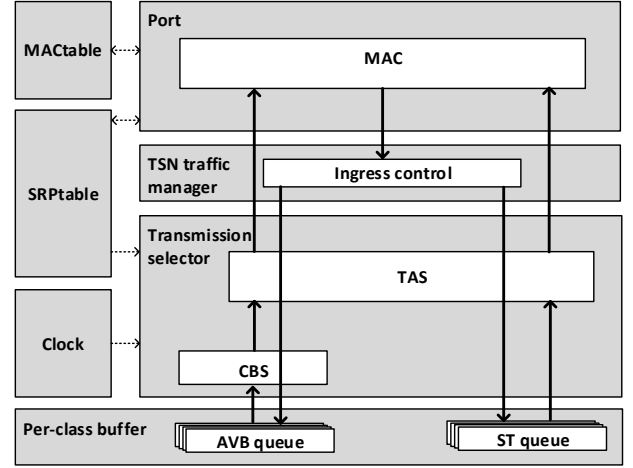 MACtable
Port
MAC
SRPtable
TSN traffic
manager
Ingress control
Transmission
selector
TAS
Clock
CBS
Per-class buffer
AVB queue
ST queue